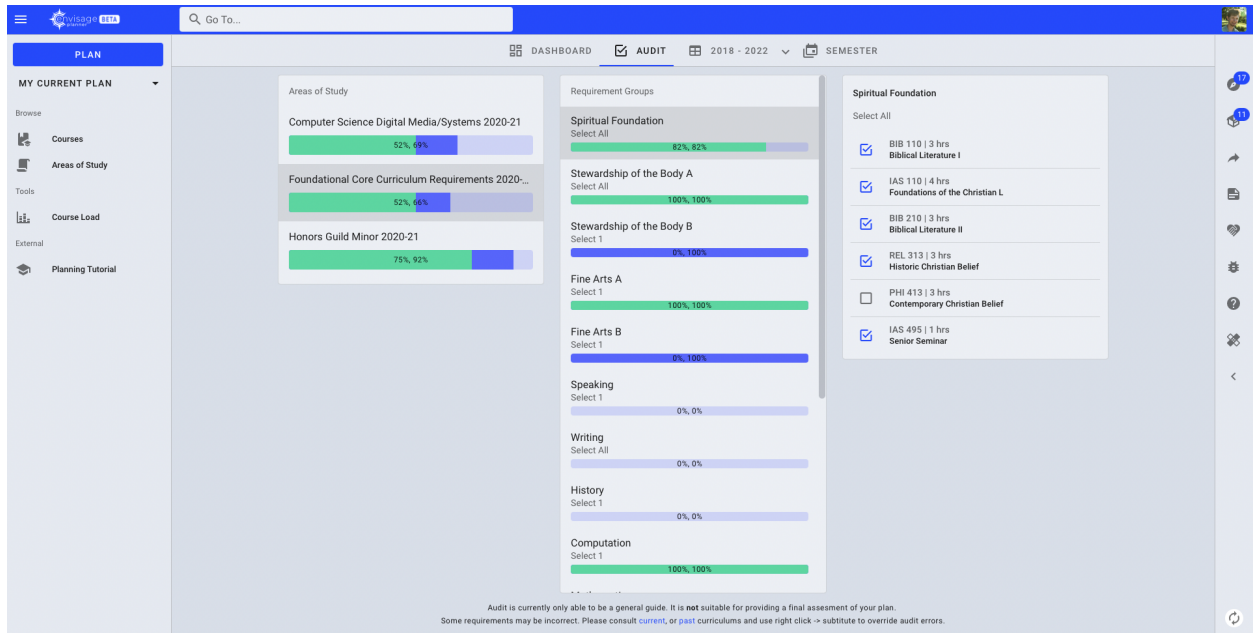 envisage BETA
planner
Go To...
PLAN
MY CURRENT PLAN
Browse
Courses
Areas of Study
Tools
Course Load
External
Planning Tutorial
DASHBOARD
AUDIT
2018 - 2022
SEMESTER
Areas of Study
Computer Science Digital Media/Systems 2020-21
52%, 69%
Foundational Core Curriculum Requirements 2020-...
52%, 66%
Honors Guild Minor 2020-21
75%, 92%
Requirement Groups
Spiritual Foundation
Select All
82%, 82%
Stewardship of the Body A
Select All
100%, 100%
Stewardship of the Body B
Select 1
0%, 100%
Fine Arts A
Select 1
100%, 100%
Fine Arts B
Select 1
0%, 100%
Speaking
Select 1
0%, 0%
Writing
Select All
0%, 0%
History
Select 1
0%, 0%
Computation
Select 1
100%, 100%
Spiritual Foundation
Select All
BIB 110 | 3 hrs
Biblical Literature I
IAS 110 | 4 hrs
Foundations of the Christian L
BIB 210 | 3 hrs
Biblical Literature II
REL 313 | 3 hrs
Historic Christian Belief
PHI 413 | 3 hrs
Contemporary Christian Belief
IAS 495 | 1 hrs
Senior Seminar
17
11
Audit is currently only able to be a general guide. It is not suitable for providing a final assesment of your plan.
Some requirements may be incorrect. Please consult current, or past curriculums and use right click -> subtitute to override audit errors.